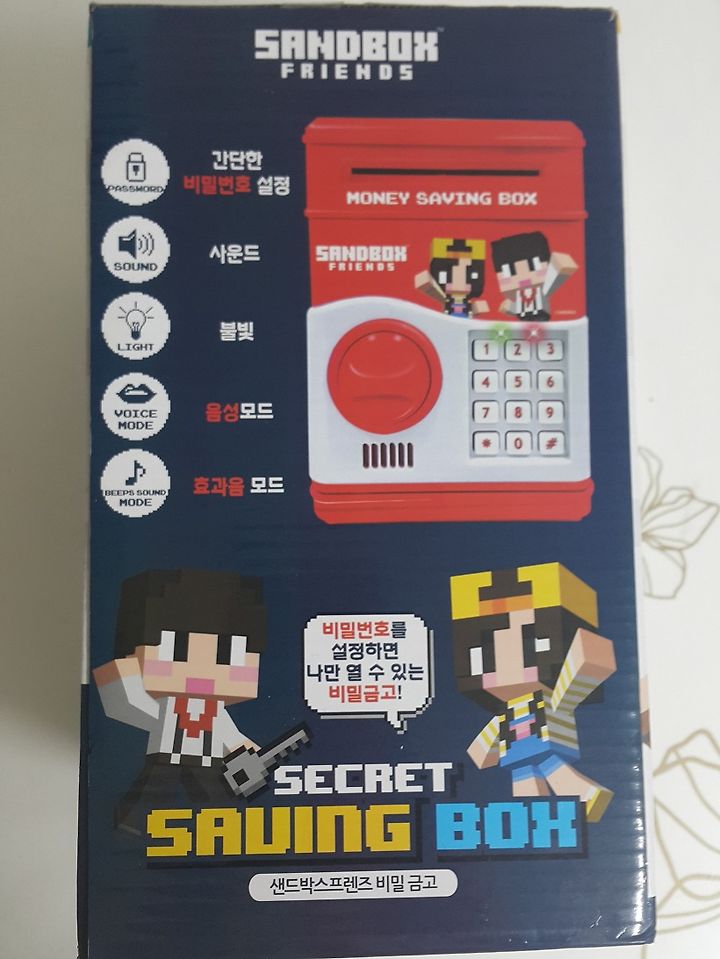 SANDBOX
FRIENDS
PASSWORD
간단한
비밀번호 설정
SOUND
사운드
LIGHT
불빛
VOICE
MODE
음성모드
BEEPS SOUND
MODE
효과음 모드
MONEY SAVING BOX
SANDBOX
FRIENDS
1 2 3
4 5 6
7 8 9
* 0 #
비밀번호를
설정하면
나만 열 수 있는
비밀금고!
SECRET
SAVING BOX
샌드박스프렌즈 비밀 금고